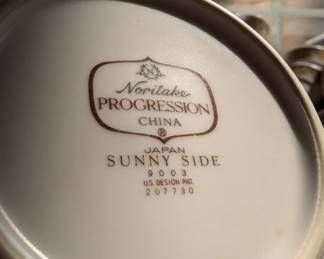 Noritake
PROGRESSION
CHINA
®
JAPAN
SUNNY SIDE
9003
U.S. DESIGN PAT.
207730